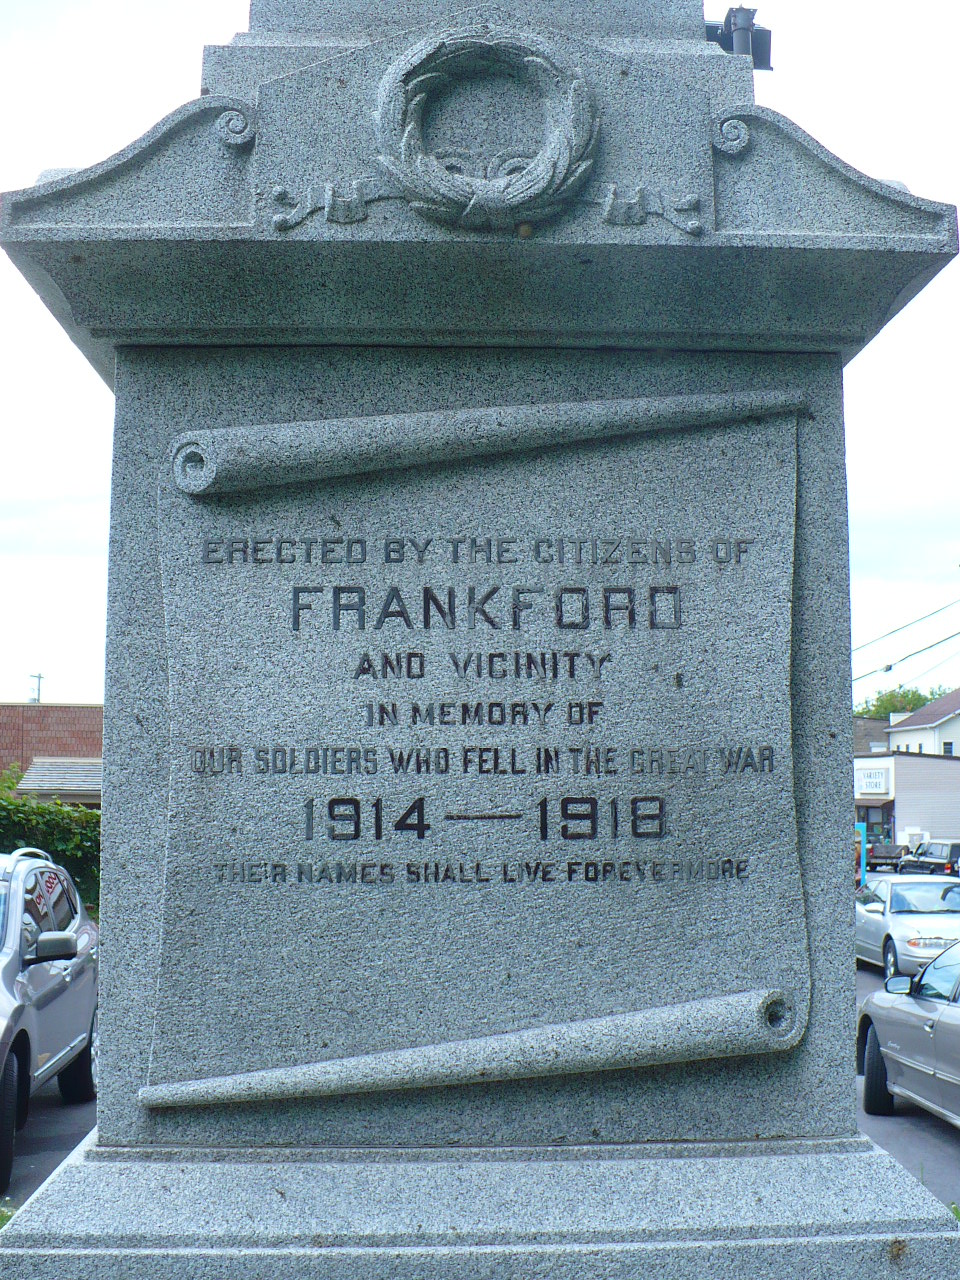 ERECTED BY THE CITIZENS OF
FRANKFORD
AND VICINITY
IN MEMORY OF
OUR SOLDIERS WHO FELL IN THE GREAT WAR
1914 — 1918
THEIR NAMES SHALL LIVE FOREVERMORE
VARIETY
STORE